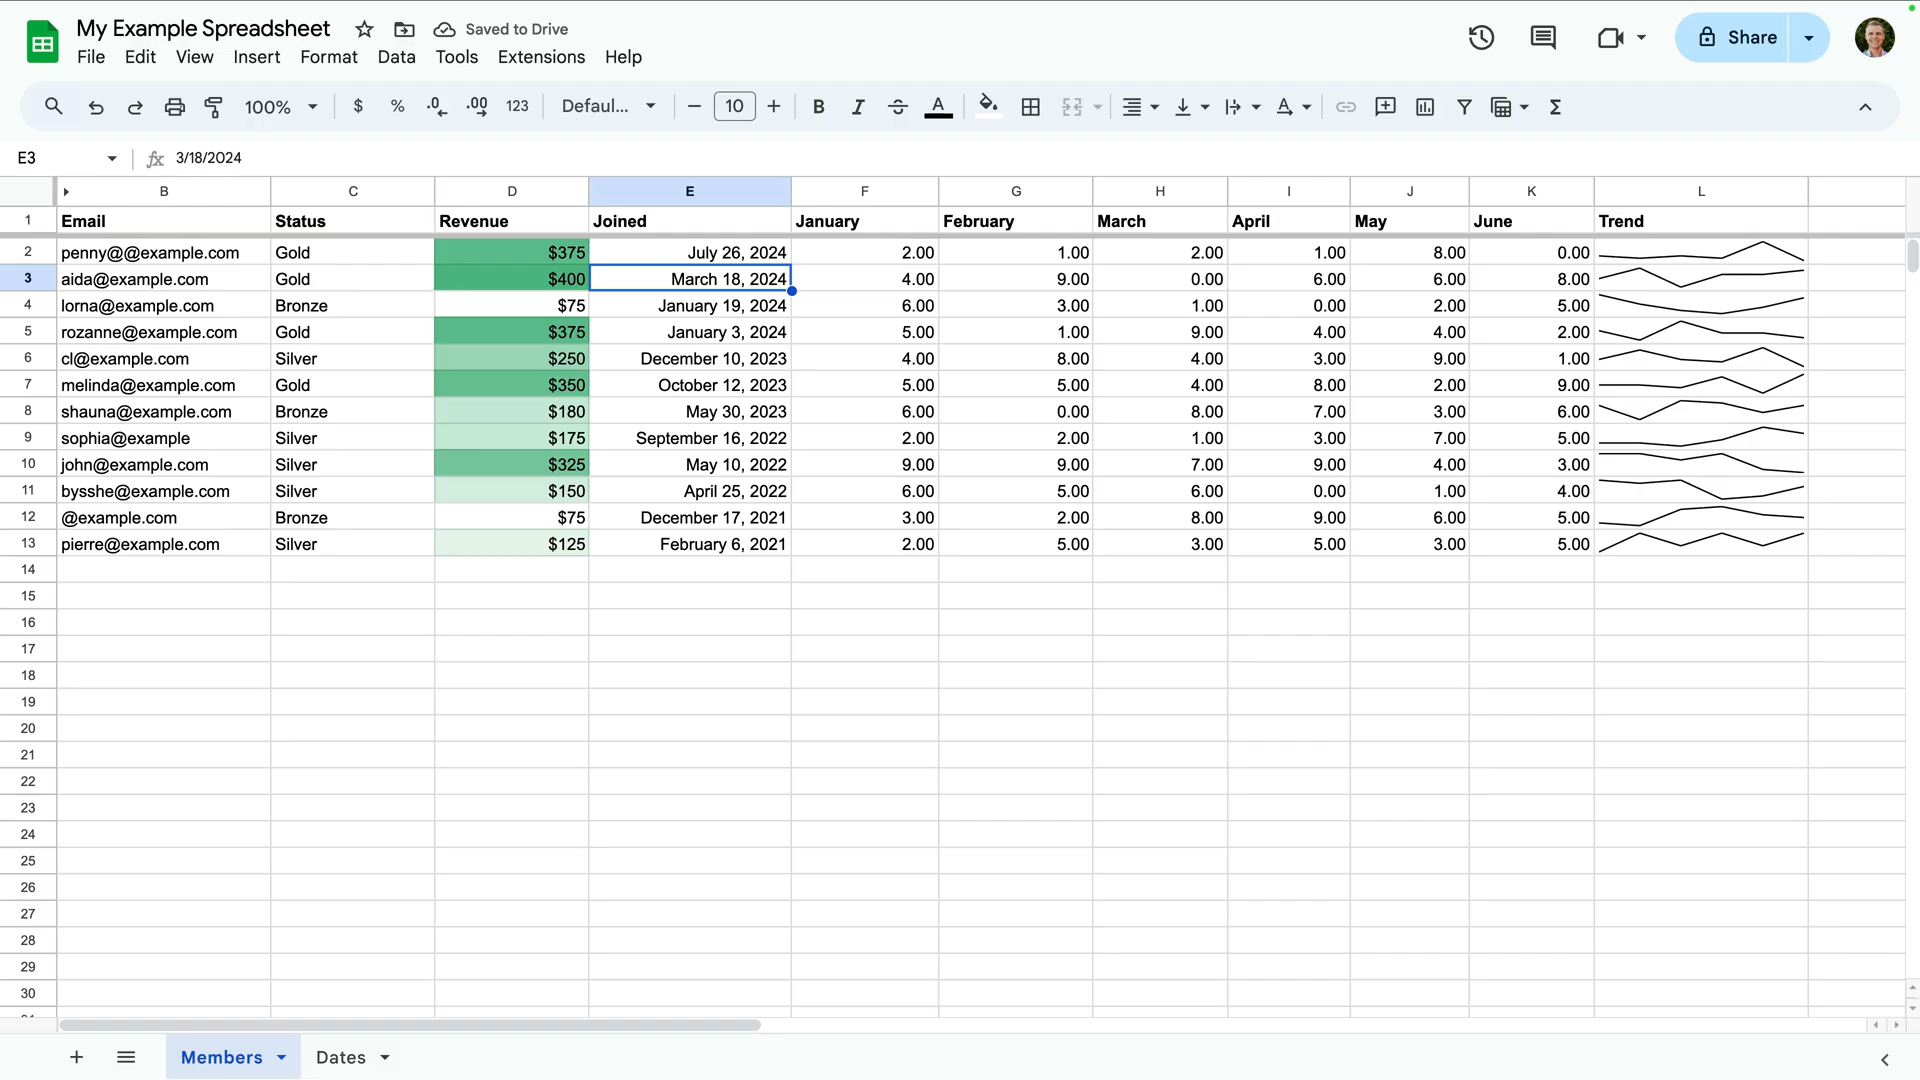 My Example Spreadsheet Saved to Drive
File Edit View Insert Format Data Tools Extensions Help
Share
100% $ % .0 .00 123 Defaul... 10 B I A
E3 fx 3/18/2024
B C D E F G H I J K L
1 Email Status Revenue Joined January February March April May June Trend
2 penny@@example.com Gold $375 July 26, 2024 2.00 1.00 2.00 1.00 8.00 0.00
3 aida@example.com Gold $400 March 18, 2024 4.00 9.00 0.00 6.00 6.00 8.00
4 lorna@example.com Bronze $75 January 19, 2024 6.00 3.00 1.00 0.00 2.00 5.00
5 rozanne@example.com Gold $375 January 3, 2024 5.00 1.00 9.00 4.00 4.00 2.00
6 cl@example.com Silver $250 December 10, 2023 4.00 8.00 4.00 3.00 9.00 1.00
7 melinda@example.com Gold $350 October 12, 2023 5.00 5.00 4.00 8.00 2.00 9.00
8 shauna@example.com Bronze $180 May 30, 2023 6.00 0.00 8.00 7.00 3.00 6.00
9 sophia@example Silver $175 September 16, 2022 2.00 2.00 1.00 3.00 7.00 5.00
10 john@example.com Silver $325 May 10, 2022 9.00 9.00 7.00 9.00 4.00 3.00
11 bysshe@example.com Silver $150 April 25, 2022 6.00 5.00 6.00 0.00 1.00 4.00
12 @example.com Bronze $75 December 17, 2021 3.00 2.00 8.00 9.00 6.00 5.00
13 pierre@example.com Silver $125 February 6, 2021 2.00 5.00 3.00 5.00 3.00 5.00
14
15
16
17
18
19
20
21
22
23
24
25
26
27
28
29
30
Members Dates